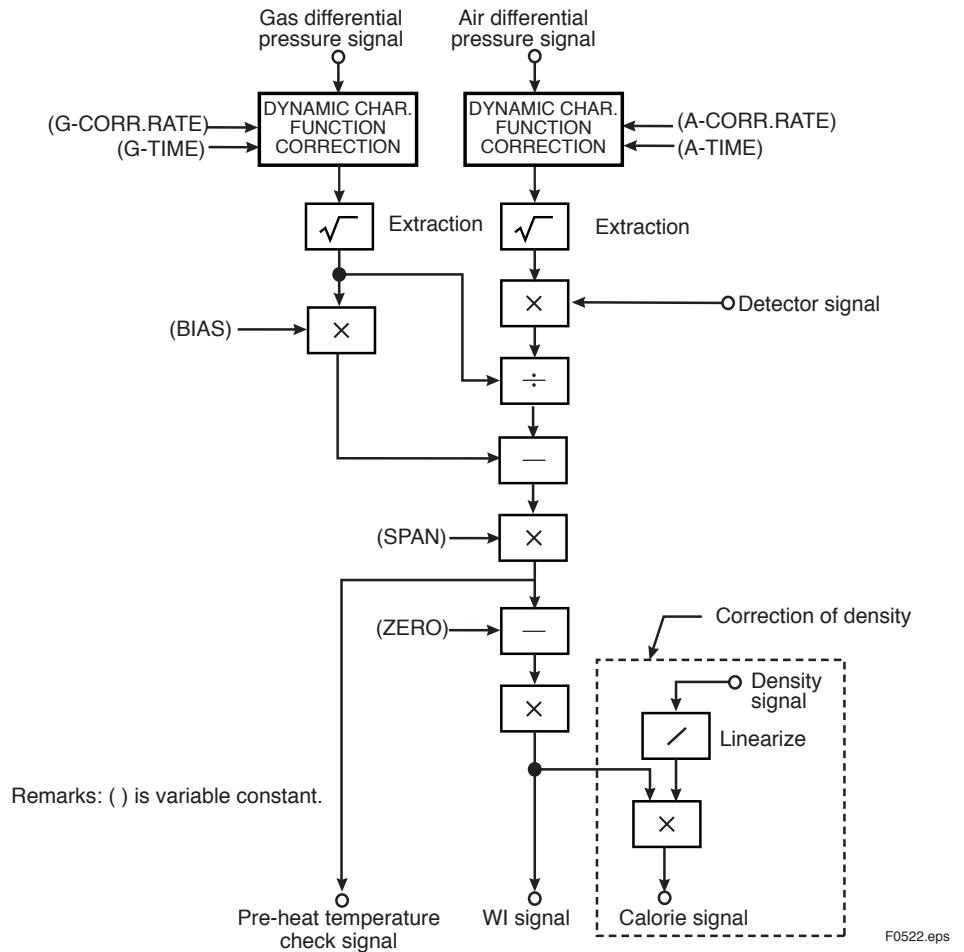 Gas differential
pressure signal
Air differential
pressure signal
DYNAMIC CHAR.
FUNCTION
CORRECTION
DYNAMIC CHAR.
FUNCTION
CORRECTION
(G-CORR.RATE)
(G-TIME)
(A-CORR.RATE)
(A-TIME)
√
Extraction
√
Extraction
(BIAS)
×
×
Detector signal
÷
—
(SPAN)
×
(ZERO)
—
×
Correction of density
Density
signal
Linearize
×
Remarks: ( ) is variable constant.
Pre-heat temperature
check signal
WI signal
Calorie signal
F0522.eps